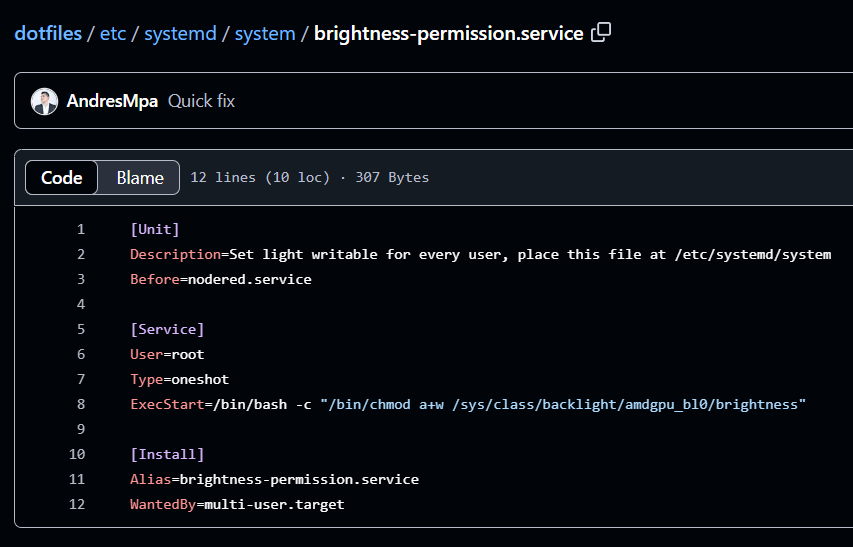 dotfiles / etc / systemd / system / brightness-permission.service
AndresMpa Quick fix
Code Blame 12 lines (10 loc) · 307 Bytes
1 [Unit]
2 Description=Set light writable for every user, place this file at /etc/systemd/system
3 Before=nodered.service
4
5 [Service]
6 User=root
7 Type=oneshot
8 ExecStart=/bin/bash -c "/bin/chmod a+w /sys/class/backlight/amdgpu_bl0/brightness"
9
10 [Install]
11 Alias=brightness-permission.service
12 WantedBy=multi-user.target